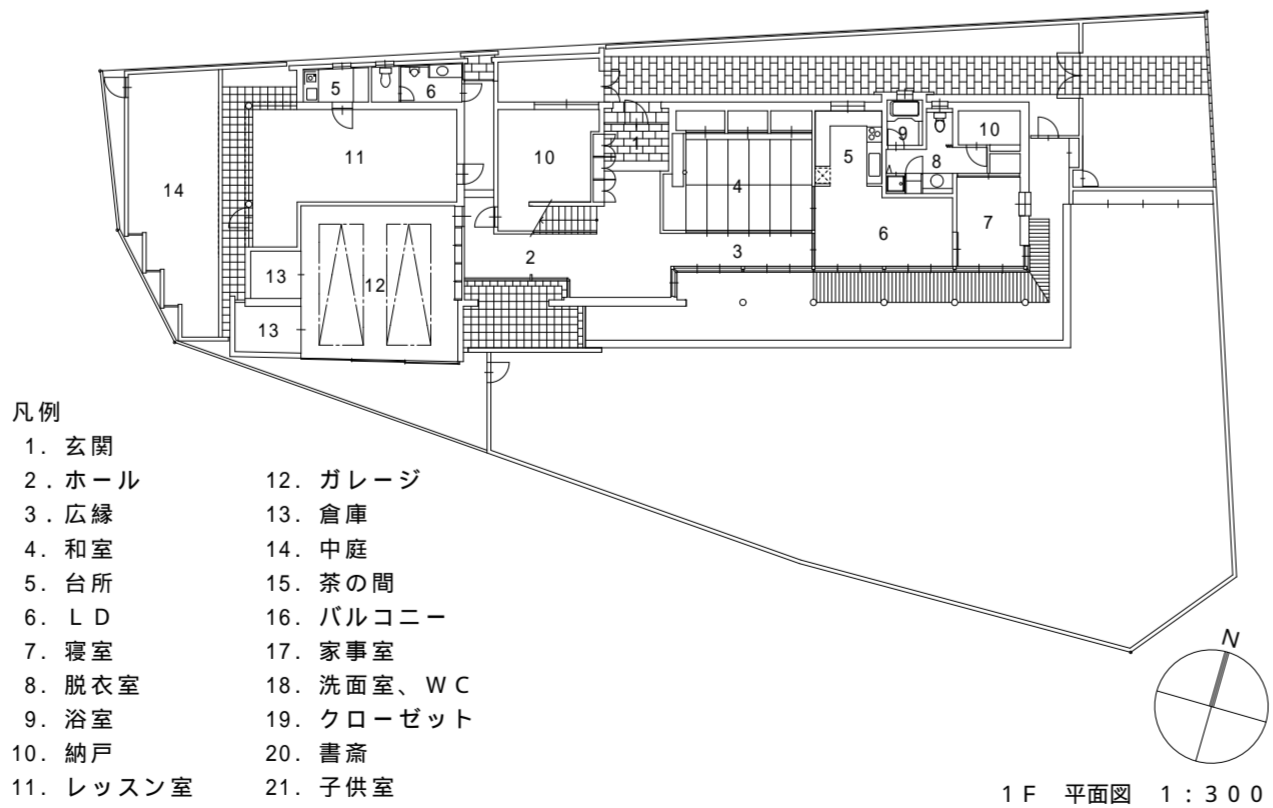 5
6
11
14
10
1
4
5
9
10
8
7
6
3
2
13
12
13
凡例
1. 玄関
2. ホール
3. 広縁
4. 和室
5. 台所
6. ＬＤ
7. 寝室
8. 脱衣室
9. 浴室
10. 納戸
11. レッスン室
12. ガレージ
13. 倉庫
14. 中庭
15. 茶の間
16. バルコニー
17. 家事室
18. 洗面室、ＷＣ
19. クローゼット
20. 書斎
21. 子供室
N
1F 平面図 1:300